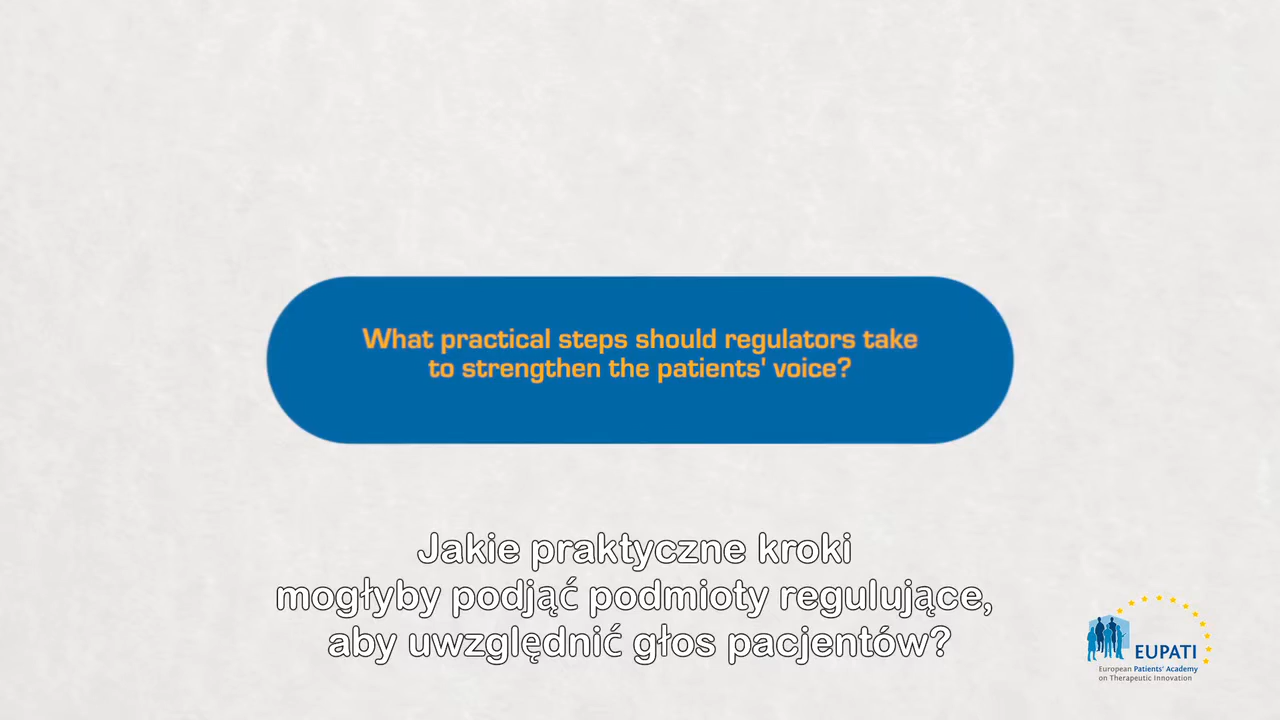 What practical steps should regulators take
to strengthen the patients' voice?
Jakie praktyczne kroki
mogłyby podjąć podmioty regulujące,
aby uwzględnić głos pacjentów?
EUPATI
European Patients' Academy
on Therapeutic Innovation